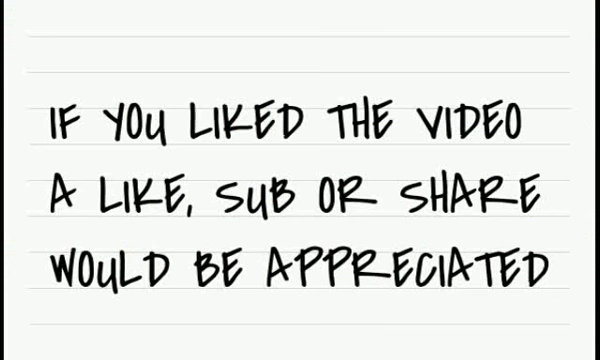 IF YOU LIKED THE VIDEO
A LIKE, SUB OR SHARE
WOULD BE APPRECIATED